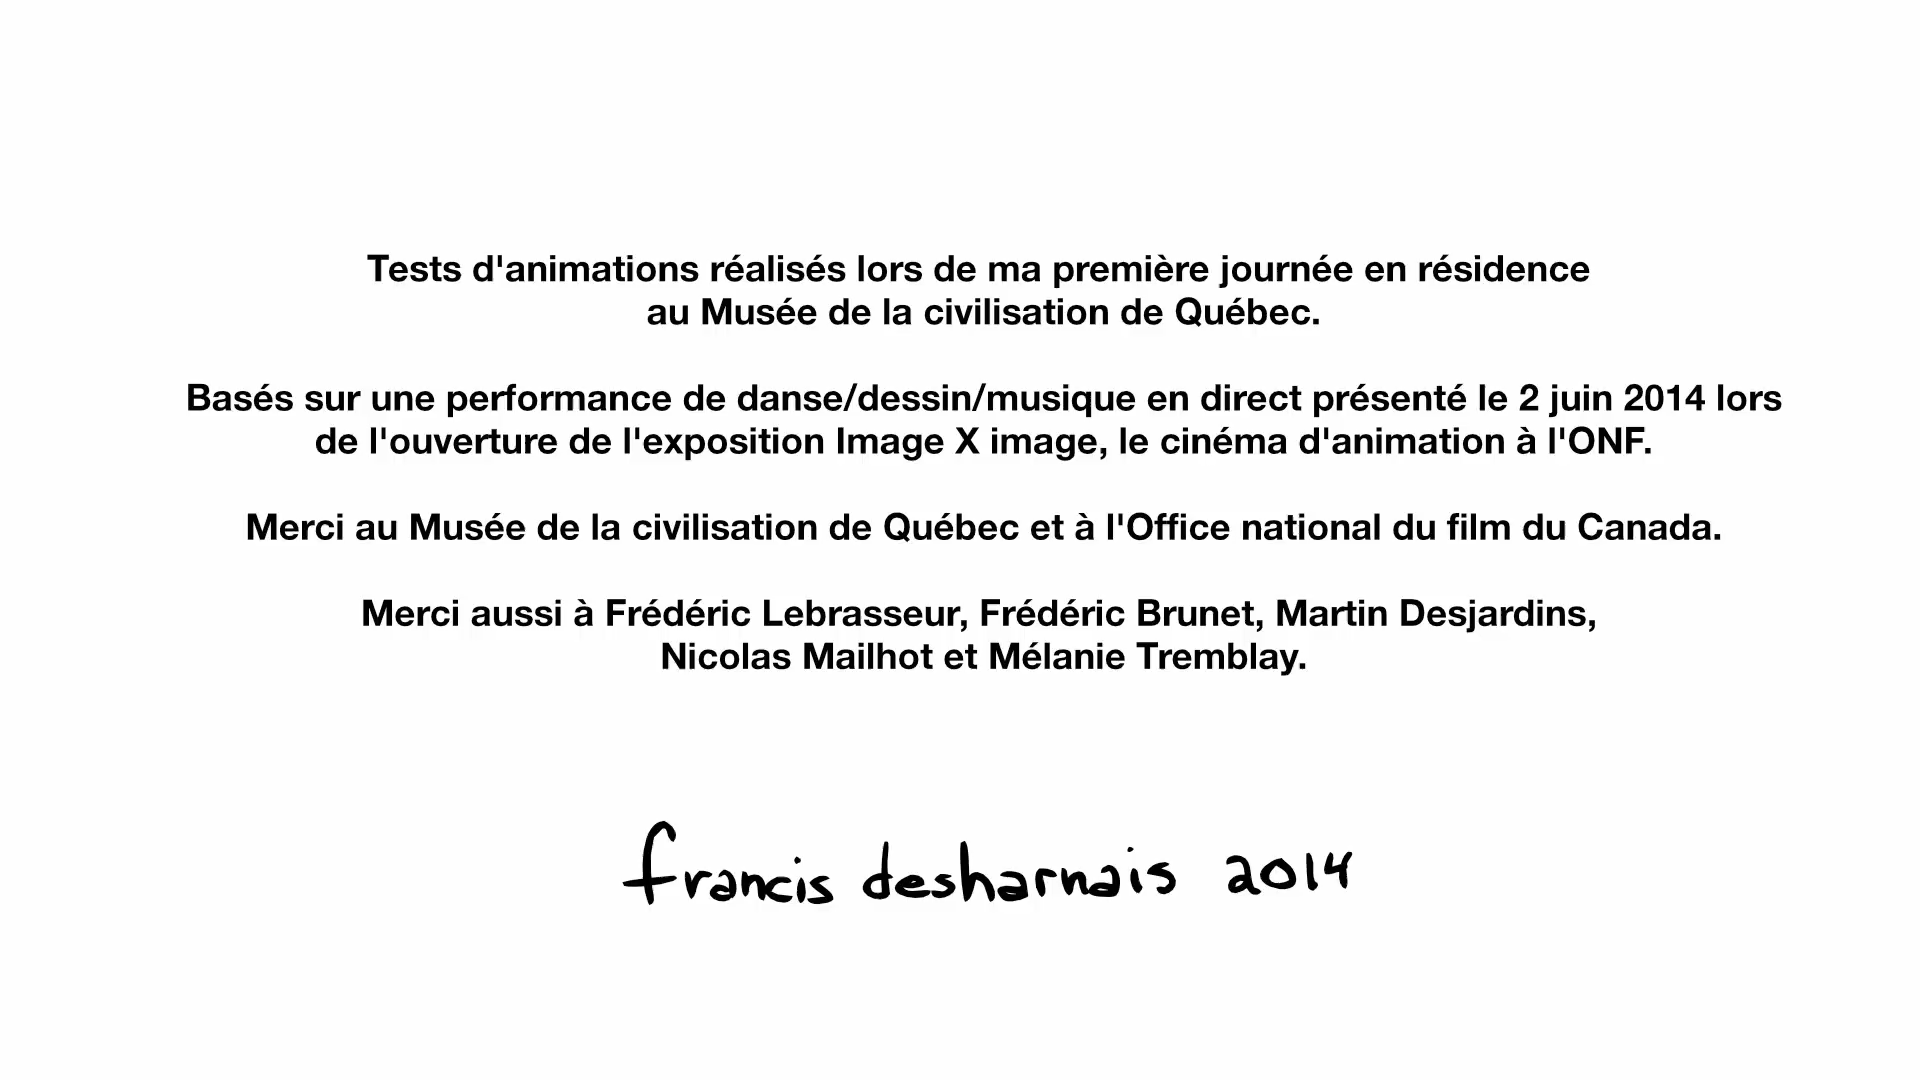 Tests d'animations réalisés lors de ma première journée en résidence
au Musée de la civilisation de Québec.
Basés sur une performance de danse/dessin/musique en direct présenté le 2 juin 2014 lors
de l'ouverture de l'exposition Image X image, le cinéma d'animation à l'ONF.
Merci au Musée de la civilisation de Québec et à l'Office national du film du Canada.
Merci aussi à Frédéric Lebrasseur, Frédéric Brunet, Martin Desjardins,
Nicolas Mailhot et Mélanie Tremblay.
francis desharnais 2014